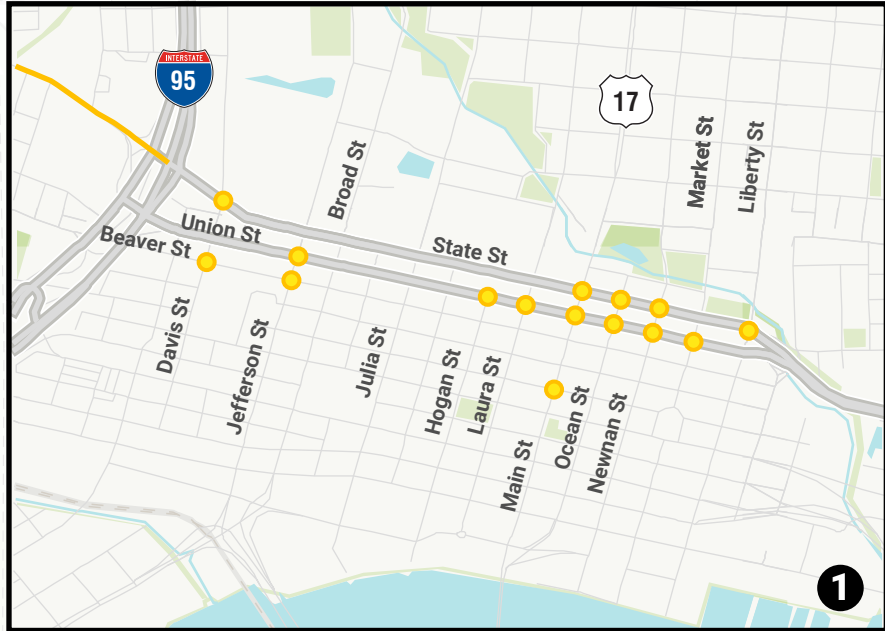 INTERSTATE
95
17
Market St
Liberty St
Broad St
Union St
State St
Beaver St
Davis St
Jefferson St
Julia St
Hogan St
Laura St
Main St
Ocean St
Newnan St
1